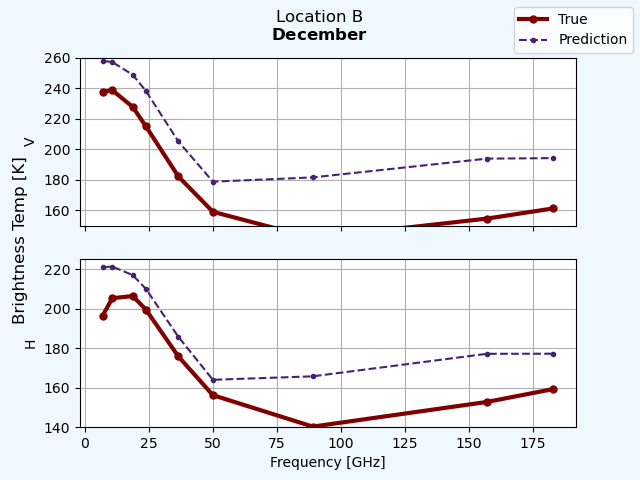 Location B
December
True
Prediction
260
240
220
200
180
160
V
Brightness Temp [K]
220
200
180
160
140
H
0
25
50
75
100
125
150
175
Frequency [GHz]